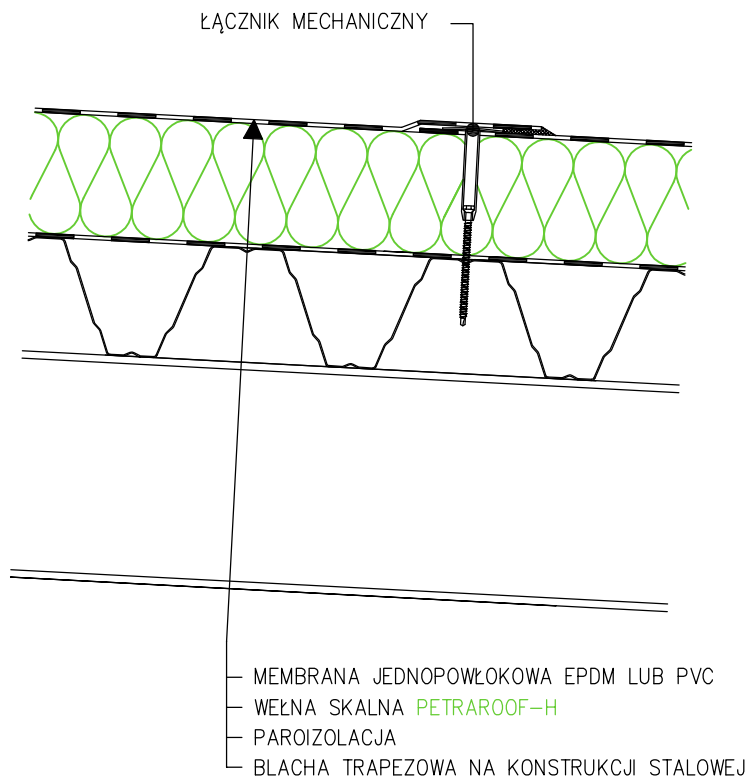 ŁĄCZNIK MECHANICZNY
MEMBRANA JEDNOPOWŁOKOWA EPDM LUB PVC
WEŁNA SKALNA PETRAROOF-H
PAROIZOLACJA
BLACHA TRAPEZOWA NA KONSTRUKCJI STALOWEJ